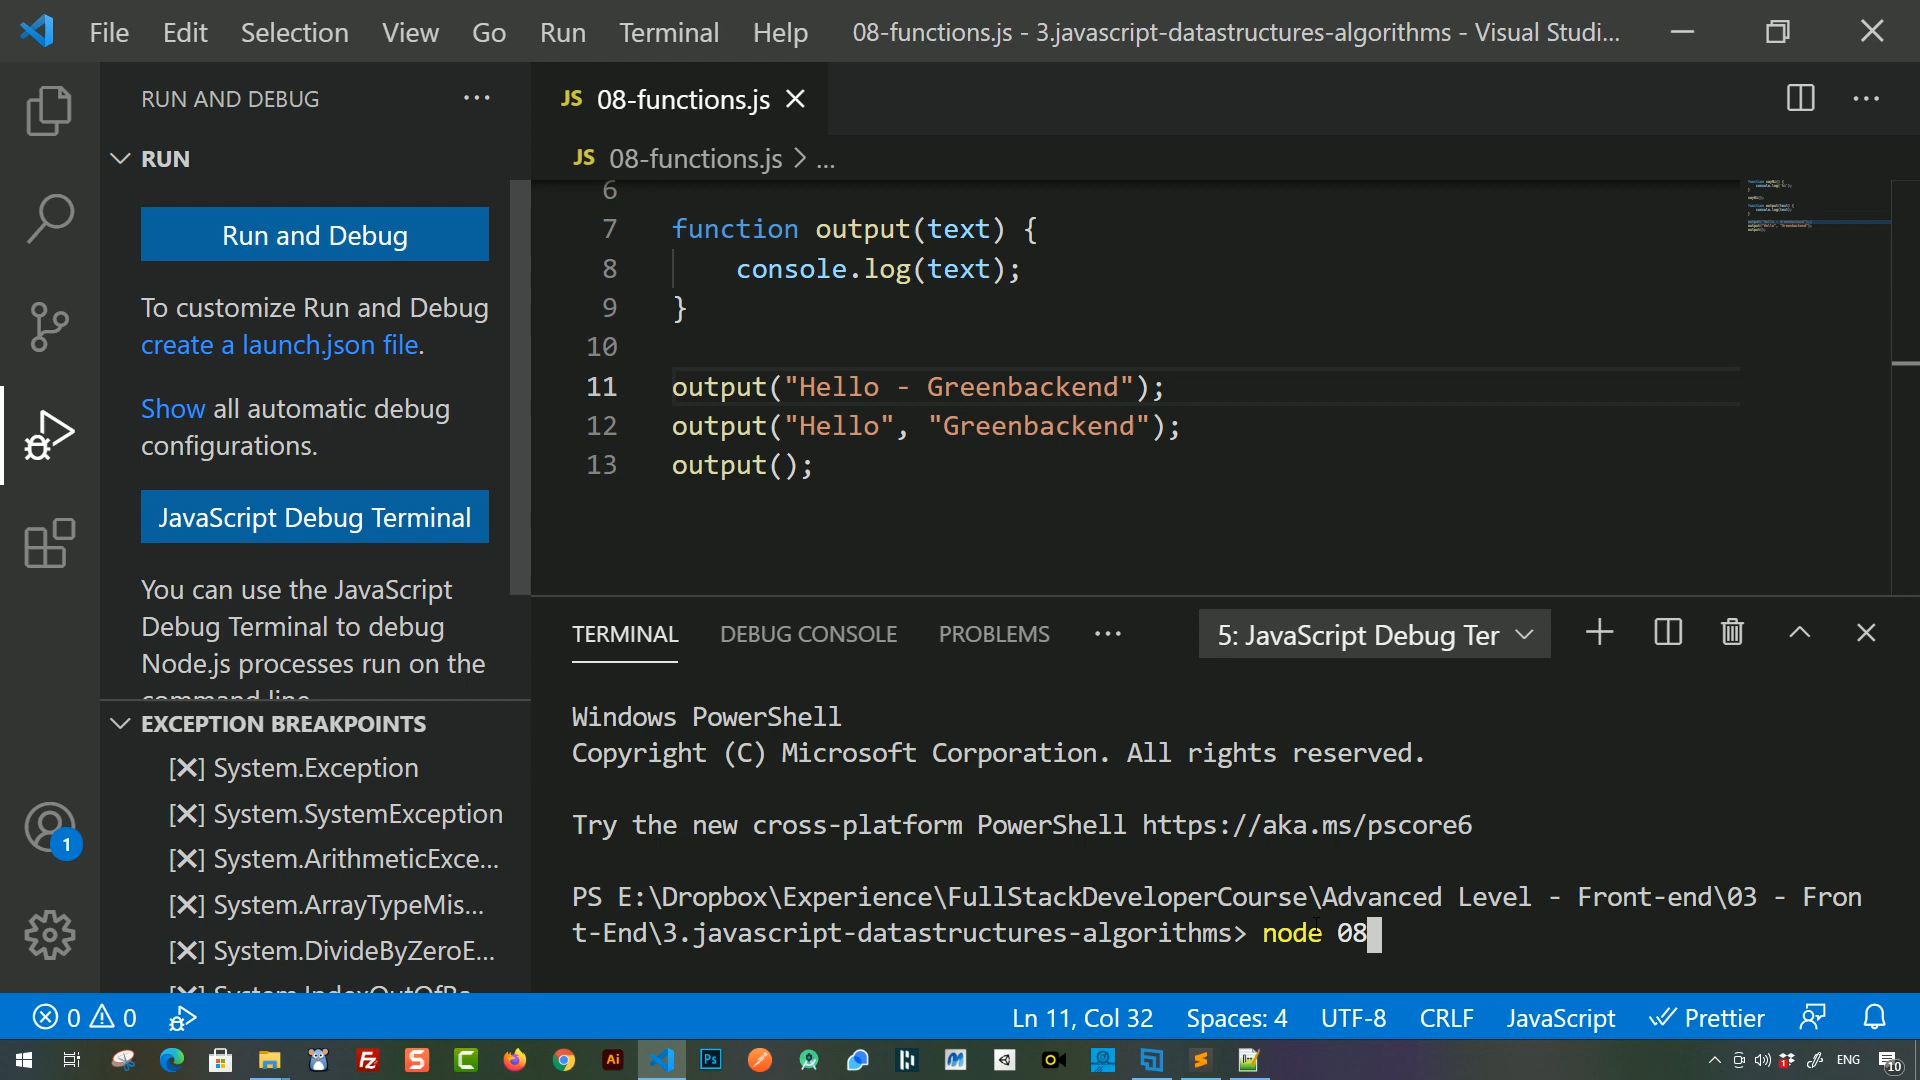 File Edit Selection View Go Run Terminal Help 08-functions.js - 3.javascript-datastructures-algorithms - Visual Studi...
RUN AND DEBUG
RUN
Run and Debug
To customize Run and Debug
create a launch.json file.
Show all automatic debug
configurations.
JavaScript Debug Terminal
You can use the JavaScript
Debug Terminal to debug
Node.js processes run on the
command line
EXCEPTION BREAKPOINTS
System.Exception
System.SystemException
System.ArithmeticExce...
System.ArrayTypeMis...
System.DivideByZeroE...
System.IndexOutOfRa
JS 08-functions.js
JS 08-functions.js > ...
6
7 function output(text) {
8 console.log(text);
9 }
10
11 output("Hello - Greenbackend");
12 output("Hello", "Greenbackend");
13 output();
TERMINAL DEBUG CONSOLE PROBLEMS ... 5: JavaScript Debug Ter
Windows PowerShell
Copyright (C) Microsoft Corporation. All rights reserved.
Try the new cross-platform PowerShell https://aka.ms/pscore6
PS E:\Dropbox\Experience\FullStackDeveloperCourse\Advanced Level - Front-end\03 - Fron
t-End\3.javascript-datastructures-algorithms> node 08
1
0 0 Ln 11, Col 32 Spaces: 4 UTF-8 CRLF JavaScript Prettier
Fz S C Ai Ps ENG 10